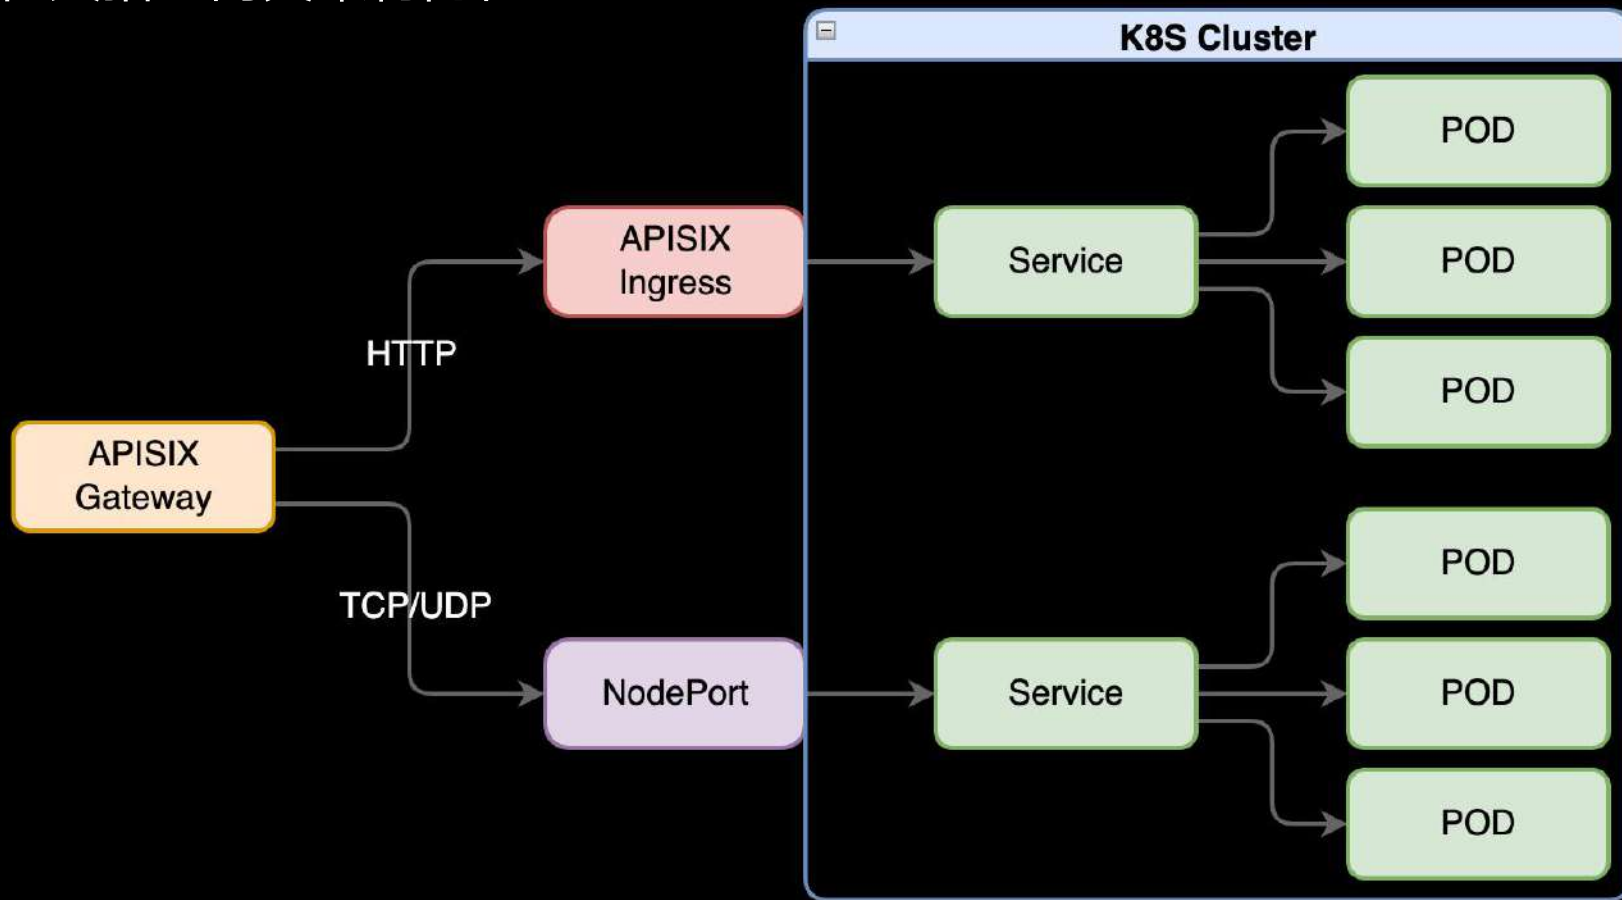 K8S Cluster
POD
APISIX
Ingress
Service
POD
HTTP
POD
APISIX
Gateway
POD
TCP/UDP
NodePort
Service
POD
POD